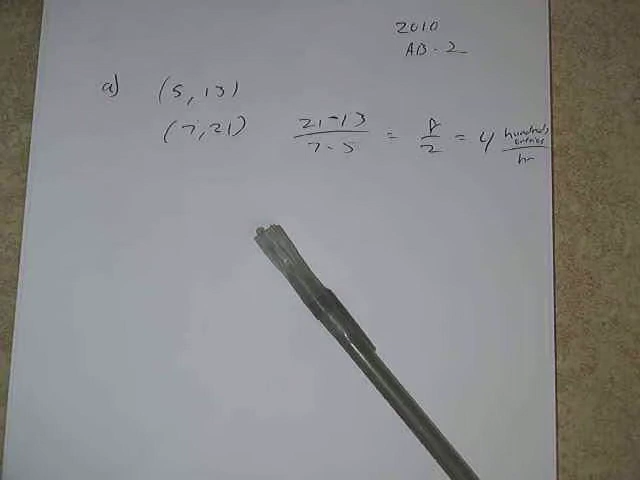 2010
AB - 2
a) (5, 13)
(7, 21) 21-13 / 7-5 = 8/2 = 4 hundreds entries / hr